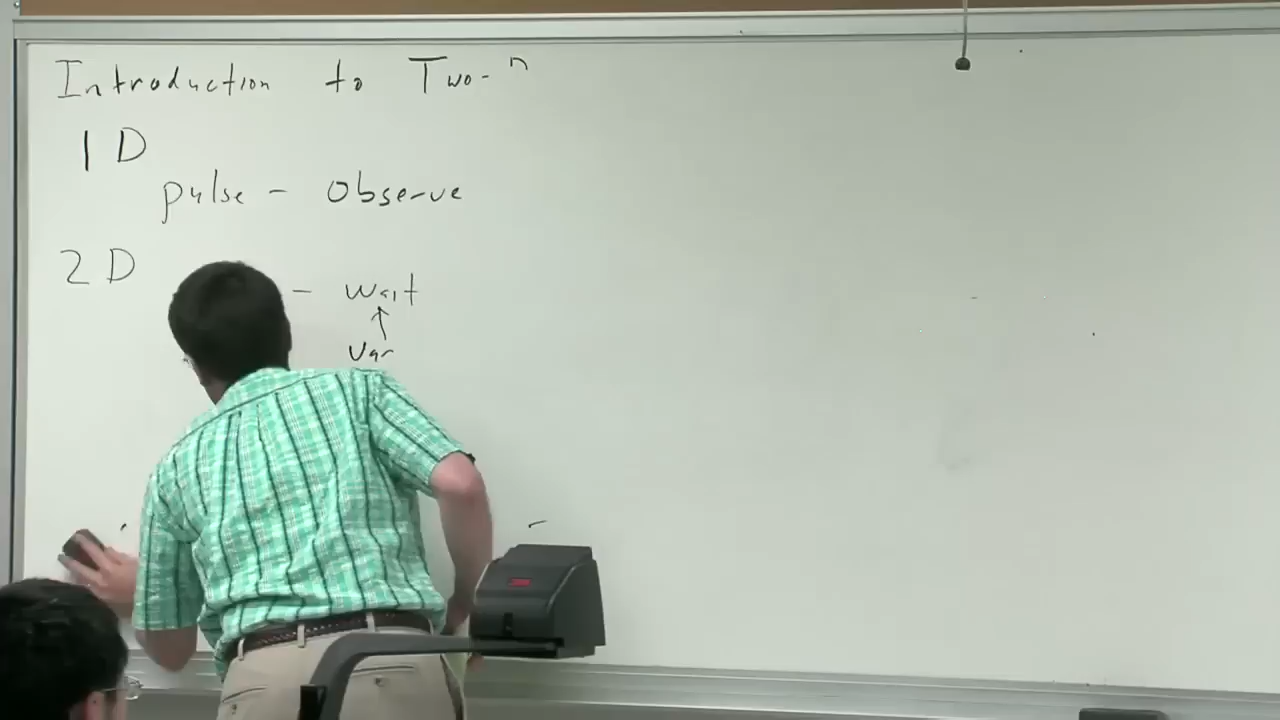 Introduction to Two-
1D
pulse - Observe
2D
- wait
↑
Var